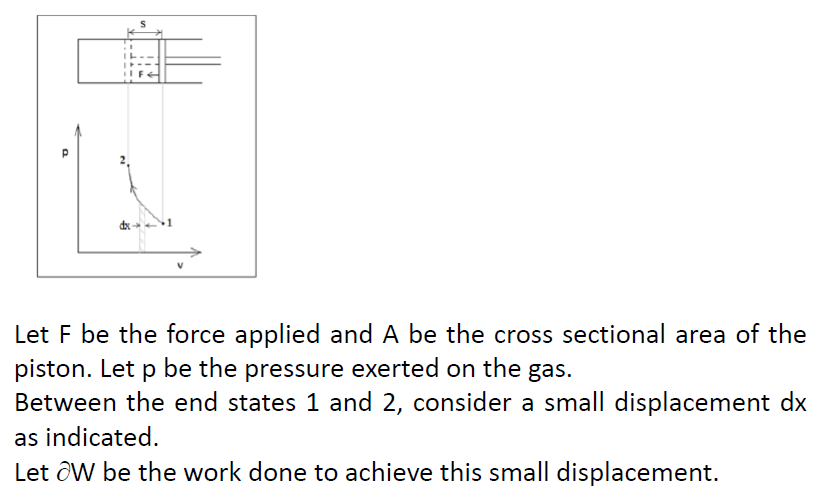 S
F
p
2
dx
1
v
Let F be the force applied and A be the cross sectional area of the
piston. Let p be the pressure exerted on the gas.
Between the end states 1 and 2, consider a small displacement dx
as indicated.
Let ∂W be the work done to achieve this small displacement.